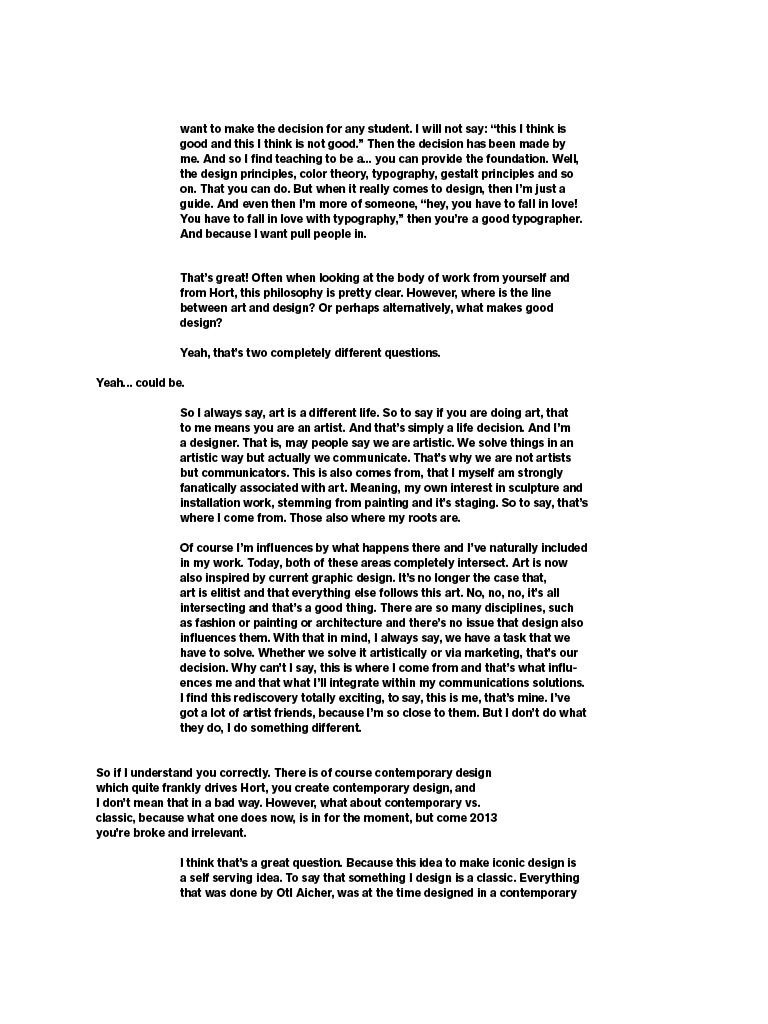 want to make the decision for any student. I will not say: “this I think is
good and this I think is not good.” Then the decision has been made by
me. And so I find teaching to be a... you can provide the foundation. Well,
the design principles, color theory, typography, gestalt principles and so
on. That you can do. But when it really comes to design, then I’m just a
guide. And even then I’m more of someone, “hey, you have to fall in love!
You have to fall in love with typography,” then you’re a good typographer.
And because I want pull people in.
That’s great! Often when looking at the body of work from yourself and
from Hort, this philosophy is pretty clear. However, where is the line
between art and design? Or perhaps alternatively, what makes good
design?
Yeah, that’s two completely different questions.
Yeah... could be.
So I always say, art is a different life. So to say if you are doing art, that
to me means you are an artist. And that’s simply a life decision. And I’m
a designer. That is, may people say we are artistic. We solve things in an
artistic way but actually we communicate. That’s why we are not artists
but communicators. This is also comes from, that I myself am strongly
fanatically associated with art. Meaning, my own interest in sculpture and
installation work, stemming from painting and it’s staging. So to say, that’s
where I come from. Those also where my roots are.
Of course I’m influences by what happens there and I’ve naturally included
in my work. Today, both of these areas completely intersect. Art is now
also inspired by current graphic design. It’s no longer the case that,
art is elitist and that everything else follows this art. No, no, no, it’s all
intersecting and that’s a good thing. There are so many disciplines, such
as fashion or painting or architecture and there’s no issue that design also
influences them. With that in mind, I always say, we have a task that we
have to solve. Whether we solve it artistically or via marketing, that’s our
decision. Why can’t I say, this is where I come from and that’s what influ-
ences me and that what I’ll integrate within my communications solutions.
I find this rediscovery totally exciting, to say, this is me, that’s mine. I’ve
got a lot of artist friends, because I’m so close to them. But I don’t do what
they do, I do something different.
So if I understand you correctly. There is of course contemporary design
which quite frankly drives Hort, you create contemporary design, and
I don’t mean that in a bad way. However, what about contemporary vs.
classic, because what one does now, is in for the moment, but come 2013
you’re broke and irrelevant.
I think that’s a great question. Because this idea to make iconic design is
a self serving idea. To say that something I design is a classic. Everything
that was done by Otl Aicher, was at the time designed in a contemporary